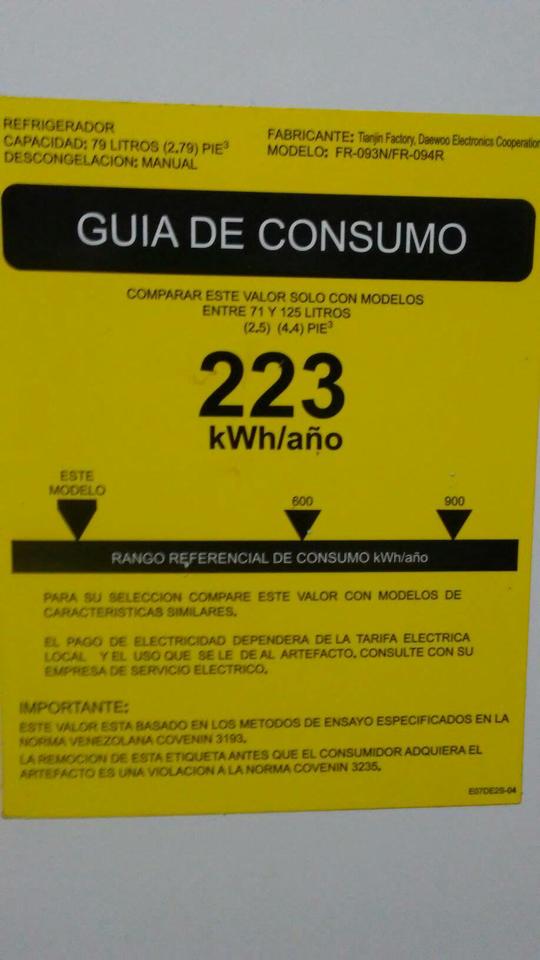 REFRIGERADOR
CAPACIDAD: 79 LITROS (2.79) PIE³
DESCONGELACION: MANUAL
FABRICANTE: Tianjin Factory, Daewoo Electronics Cooperation
MODELO: FR-093N/FR-094R
GUIA DE CONSUMO
COMPARAR ESTE VALOR SOLO CON MODELOS
ENTRE 71 Y 125 LITROS
(2.5) (4.4) PIE³
223
kWh/año
ESTE
MODELO
600
900
RANGO REFERENCIAL DE CONSUMO kWh/año
PARA SU SELECCION COMPARE ESTE VALOR CON MODELOS DE
CARACTERISTICAS SIMILARES.
EL PAGO DE ELECTRICIDAD DEPENDERA DE LA TARIFA ELECTRICA
LOCAL Y EL USO QUE SE LE DE AL ARTEFACTO. CONSULTE CON SU
EMPRESA DE SERVICIO ELECTRICO.
IMPORTANTE:
ESTE VALOR ESTA BASADO EN LOS METODOS DE ENSAYO ESPECIFICADOS EN LA
NORMA VENEZOLANA COVENIN 3193.
LA REMOCION DE ESTA ETIQUETA ANTES QUE EL CONSUMIDOR ADQUIERA EL
ARTEFACTO ES UNA VIOLACION A LA NORMA COVENIN 3235.
E07DE29-04